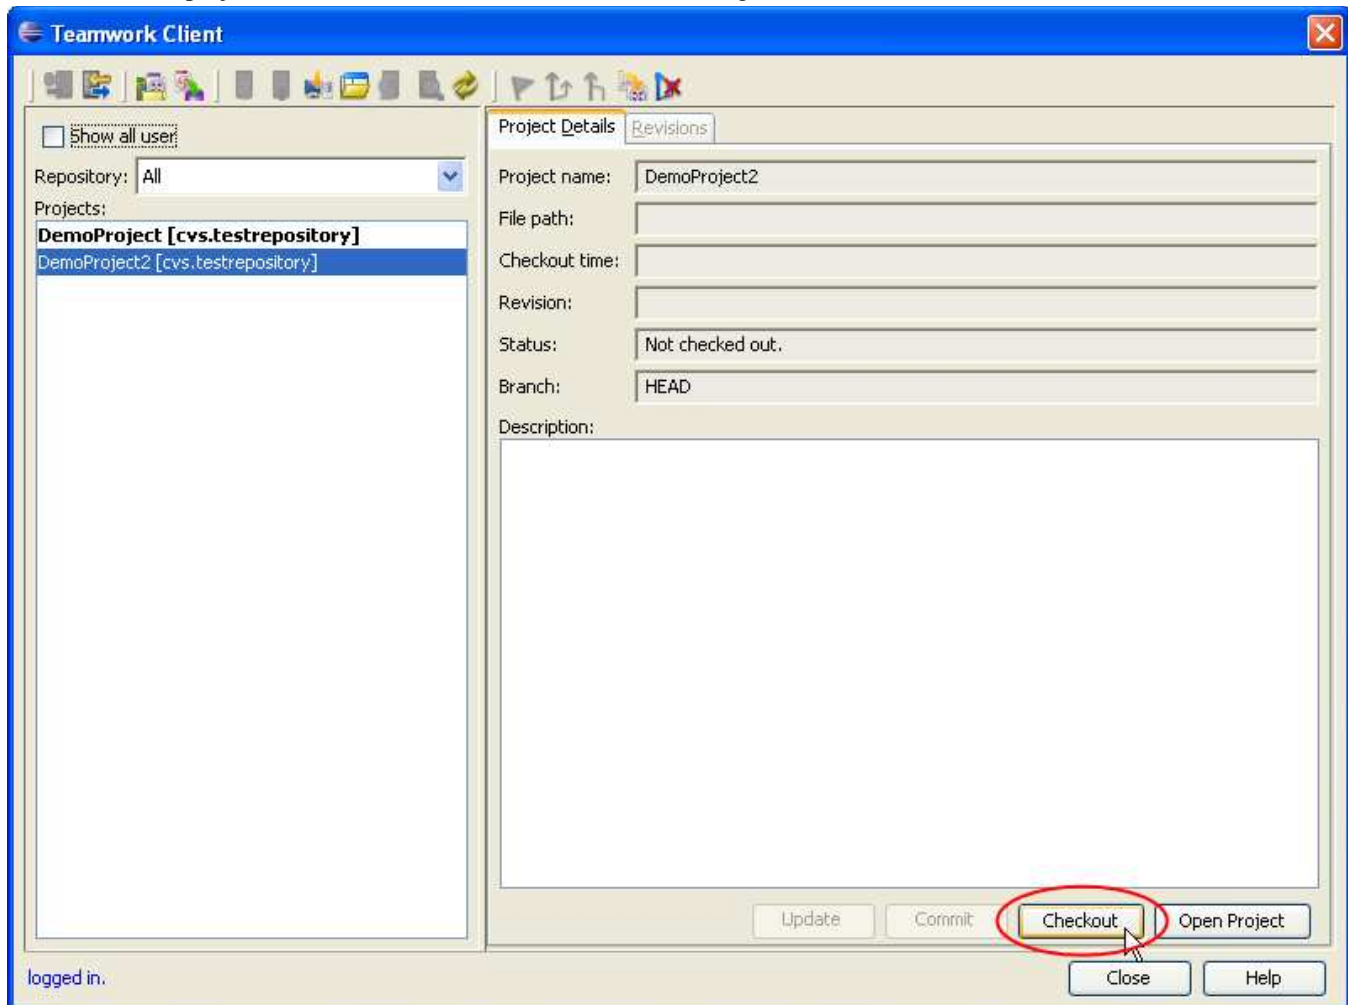 Teamwork Client
Show all user
Repository: All
Projects:
DemoProject [cvs.testrepository]
DemoProject2 [cvs.testrepository]
Project Details Revisions
Project name: DemoProject2
File path:
Checkout time:
Revision:
Status: Not checked out.
Branch: HEAD
Description:
Update Commit Checkout Open Project
logged in. Close Help